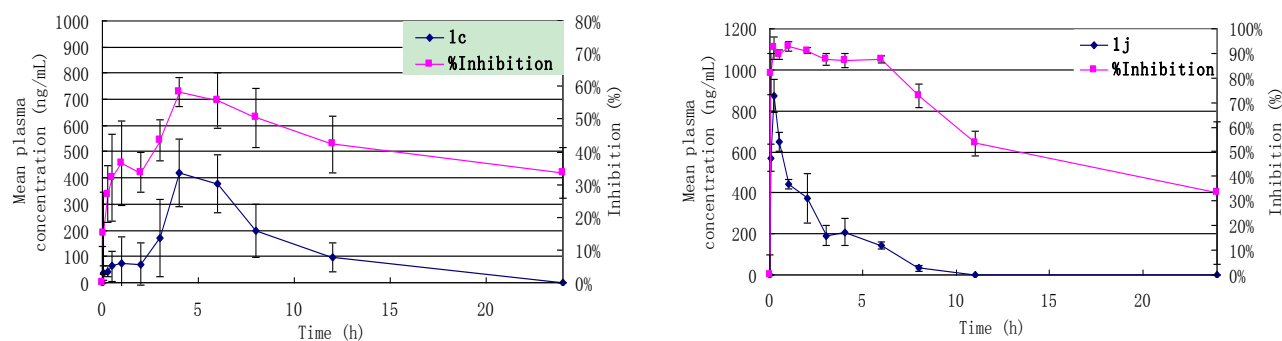 1000
900
800
700
600
500
400
300
200
100
0
Mean plasma
concentration (ng/mL)
1c
%Inhibition
80%
70%
60%
50%
40%
30%
20%
10%
0%
Inhibition (%)
0 5 10 15 20
Time (h)
1200
1000
800
600
400
200
0
Mean plasma
concentration (ng/mL)
1j
%Inhibition
100%
90%
80%
70%
60%
50%
40%
30%
20%
10%
0%
Inhibition (%)
0 5 10 15 20
Time (h)